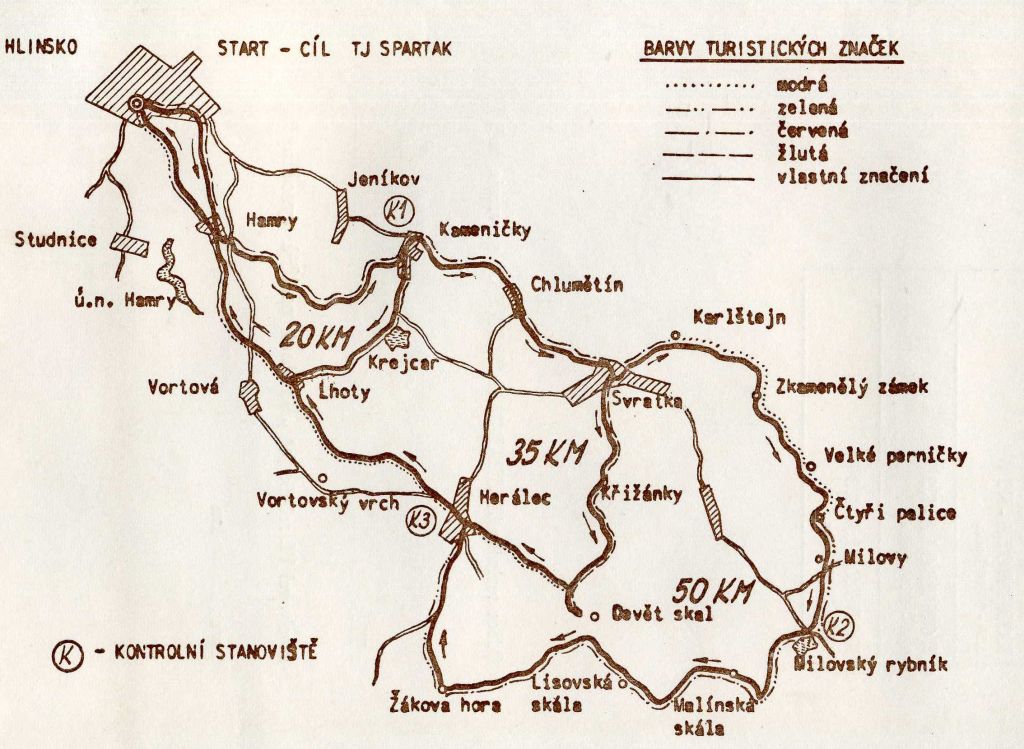 HLINSKO
START - CÍL TJ SPARTAK
BARVY TURISTICKÝCH ZNAČEK
modrá
zelená
červená
žlutá
vlastní značení
Jeníkov
K1
Hamry
Kameničky
Studnice
ú.n. Hamry
Chlumětín
Karlštejn
20 KM
Krejcar
Vortová
Lhoty
Svratka
Zkamenělý zámek
35 KM
Velké perničky
Vortovský vrch
Herálec
Křižánky
K3
Čtyři palice
Milovy
50 KM
Devět skal
K2
K - KONTROLNÍ STANOVIŠTĚ
Milovský rybník
Žákova hora
Lisovská
skála
Malínská
skála